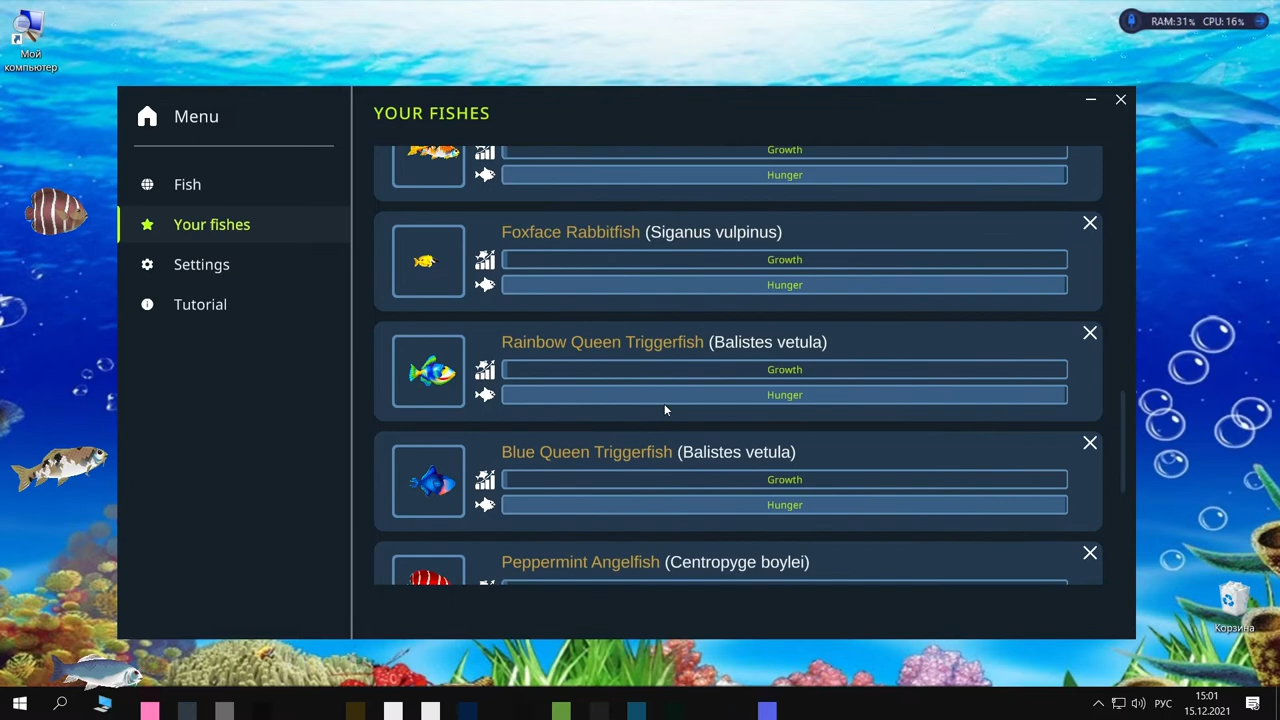 Мой
компьютер
RAM:31% CPU:16%
Menu
Fish
Your fishes
Settings
Tutorial
YOUR FISHES
Growth
Hunger
Foxface Rabbitfish (Siganus vulpinus)
Growth
Hunger
Rainbow Queen Triggerfish (Balistes vetula)
Growth
Hunger
Blue Queen Triggerfish (Balistes vetula)
Growth
Hunger
Peppermint Angelfish (Centropyge boylei)
Корзина
РУС
15:01
15.12.2021